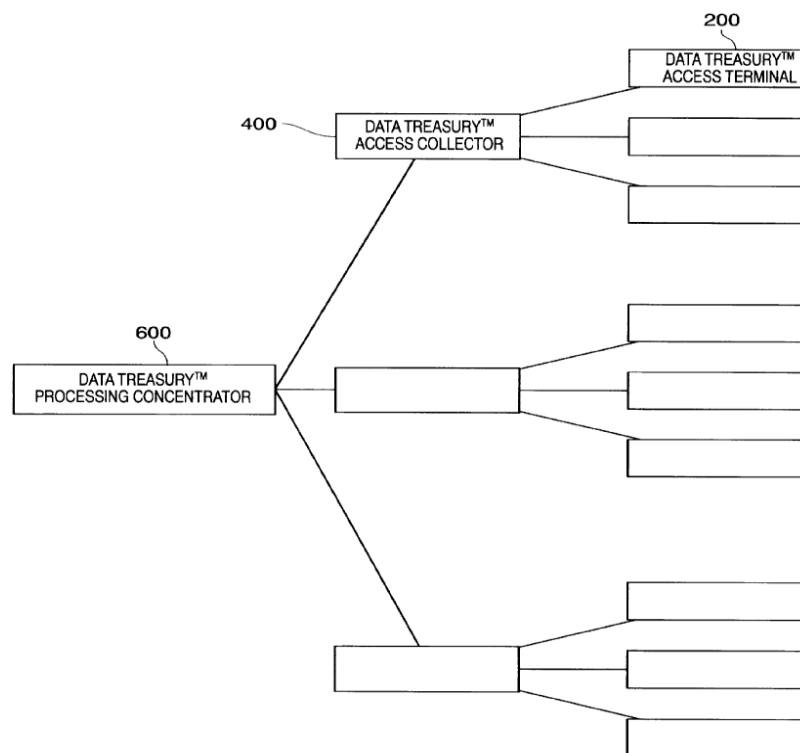 200
DATA TREASURY™
ACCESS TERMINAL
400
DATA TREASURY™
ACCESS COLLECTOR
600
DATA TREASURY™
PROCESSING CONCENTRATOR